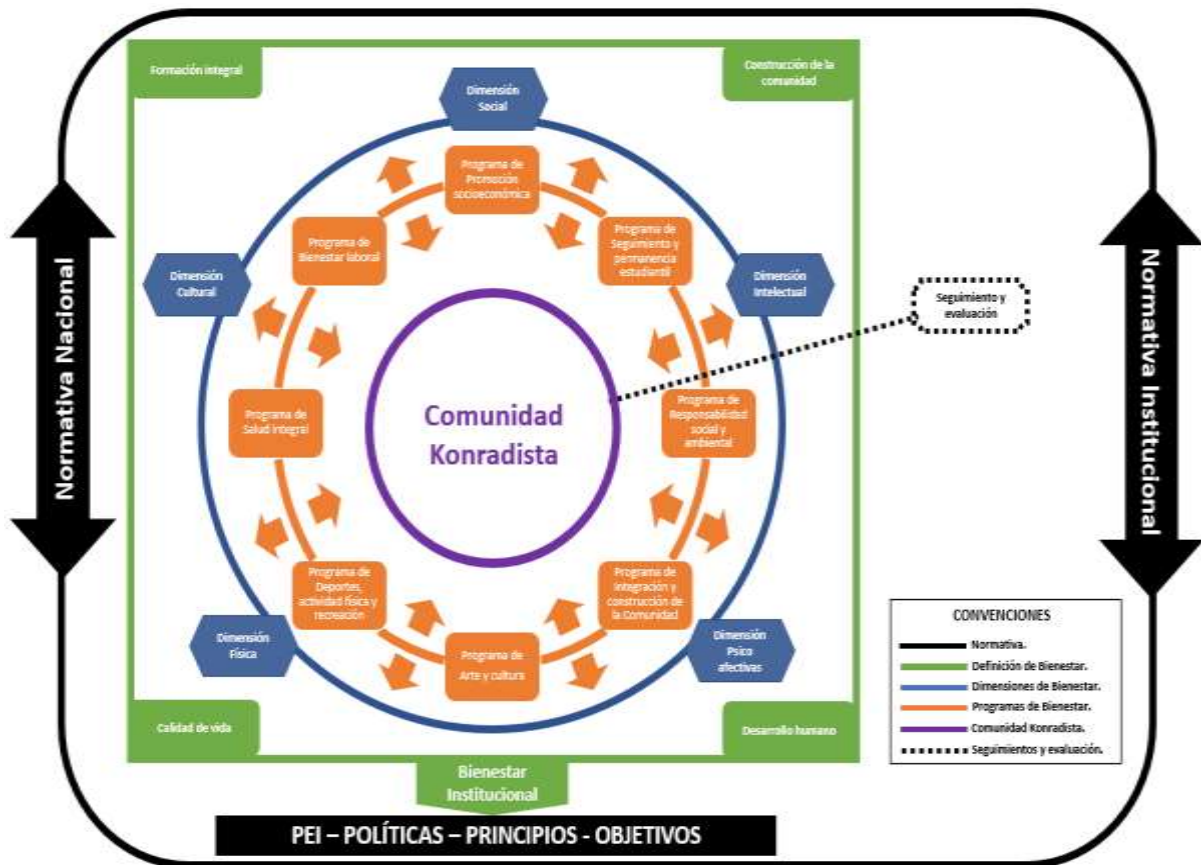 Formación integral
Construcción de la
comunidad
Dimensión
Social
Programa de
Promoción
socioeconómica
Programa de
Bienestar laboral
Programa de
Seguimiento y
permanencia
estudiantil
Dimensión
Cultural
Dimensión
Intelectual
Seguimiento y
evaluación
Normativa Nacional
Normativa Institucional
Programa de
Salud integral
Comunidad
Konradista
Programa de
Responsabilidad
social y
ambiental
Programa de
Deportes,
actividad física y
recreación
Programa de
Integración y
construcción de
la Comunidad
Dimensión
Física
Programa de
Arte y cultura
Dimensión
Psico
afectivas
CONVENCIONES
Normativa.
Definición de Bienestar.
Dimensiones de Bienestar.
Programas de Bienestar.
Comunidad Konradista.
Seguimientos y evaluación.
Calidad de vida
Desarrollo humano
Bienestar
Institucional
PEI – POLÍTICAS – PRINCIPIOS - OBJETIVOS